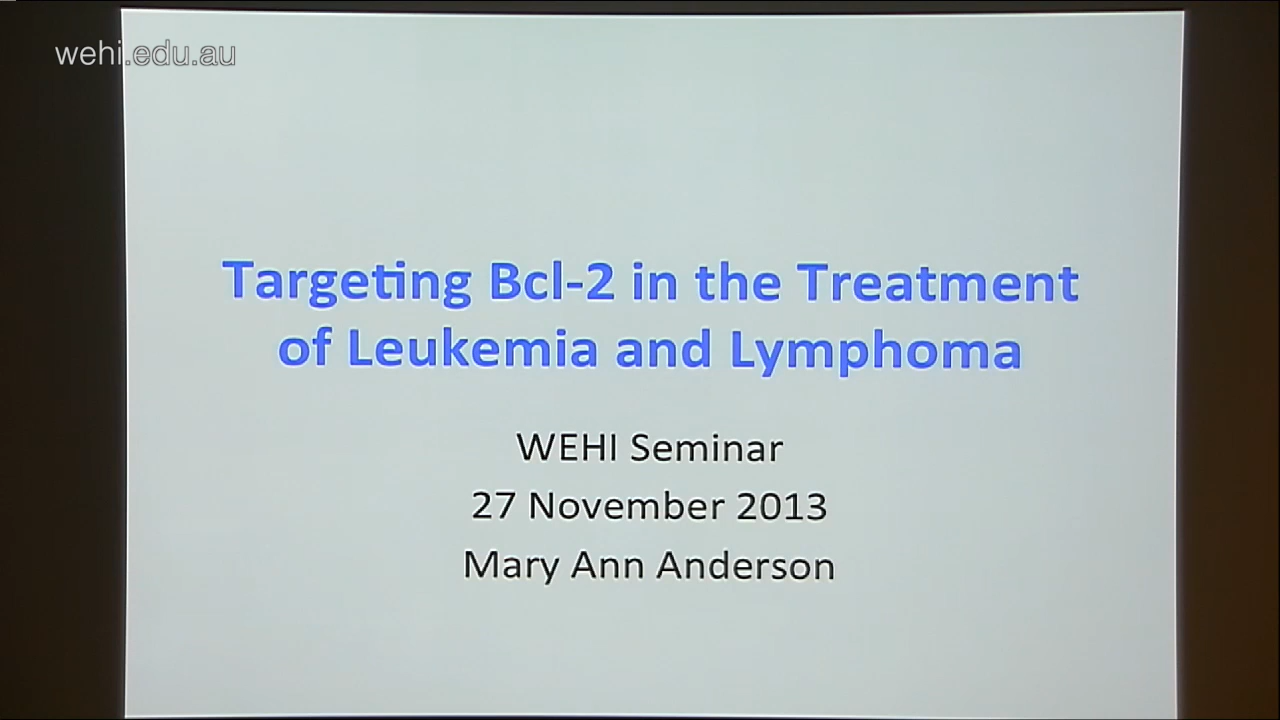 wehi.edu.au
Targeting Bcl-2 in the Treatment
of Leukemia and Lymphoma
WEHI Seminar
27 November 2013
Mary Ann Anderson